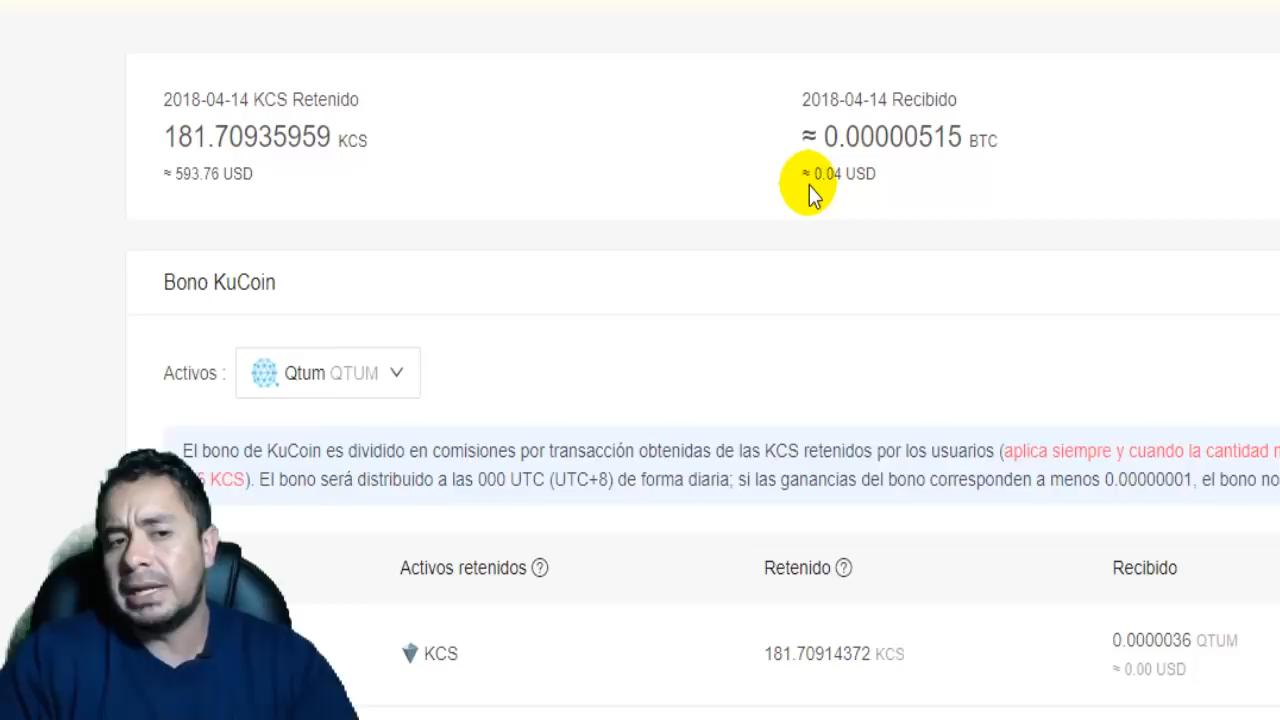 2018-04-14 KCS Retenido
181.70935959 KCS
≈ 593.76 USD
2018-04-14 Recibido
≈ 0.00000515 BTC
≈ 0.04 USD
Bono KuCoin
Activos : Qtum QTUM
El bono de KuCoin es dividido en comisiones por transacción obtenidas de las KCS retenidos por los usuarios (aplica siempre y cuando la cantidad
KCS). El bono será distribuido a las 000 UTC (UTC+8) de forma diaria; si las ganancias del bono corresponden a menos 0.00000001, el bono no
Activos retenidos ? Retenido ? Recibido
KCS 181.70914372 KCS 0.0000036 QTUM
≈ 0.00 USD